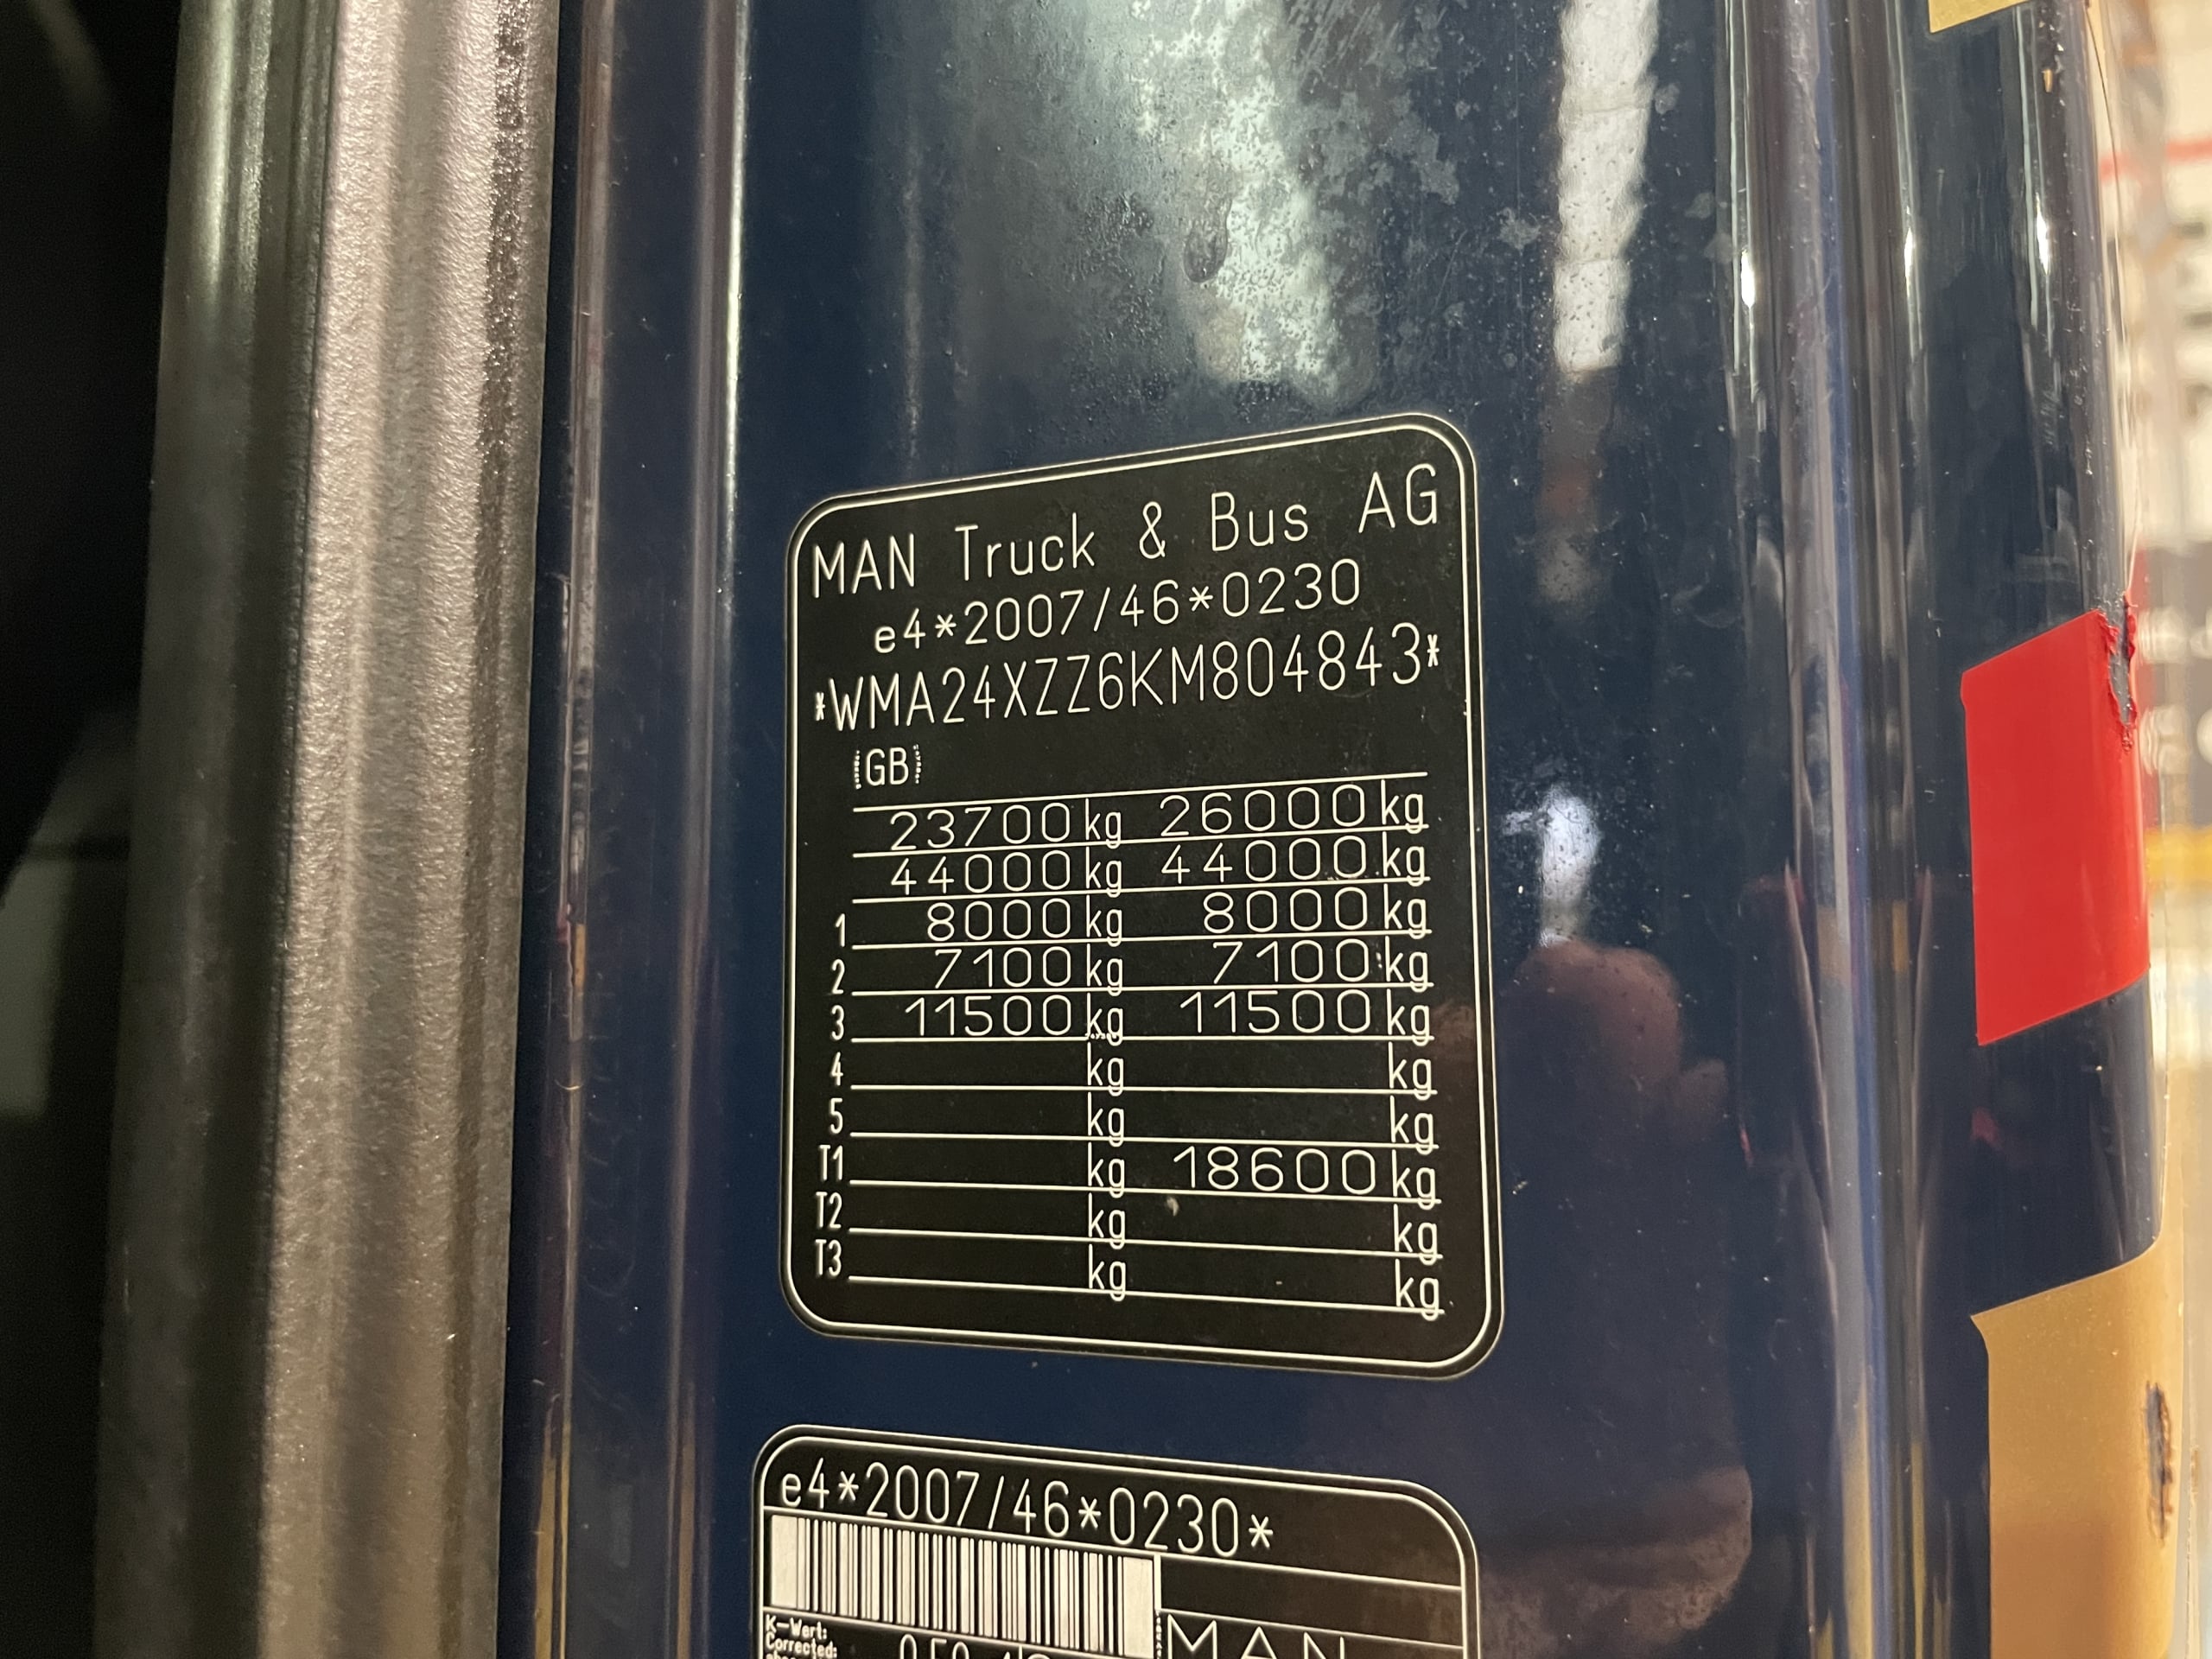 MAN Truck & Bus AG
e4*2007/46*0230
*WMA24XZZ6KM804843*
GB
23700 kg 26000 kg
44000 kg 44000 kg
1 8000 kg 8000 kg
2 7100 kg 7100 kg
3 11500 kg 11500 kg
4 kg kg
5 kg kg
T1 kg 18600 kg
T2 kg kg
T3 kg kg
e4*2007/46*0230*
K-Wert:
Corrected:
MAN